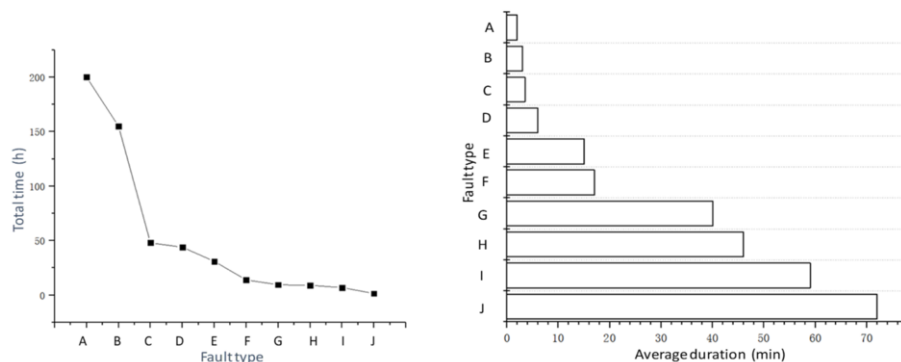 200
150
100
50
0
Total time (h)
A B C D E F G H I J
Fault type
A
B
C
D
E
F
G
H
I
J
Fault type
0 10 20 30 40 50 60 70
Average duration (min)